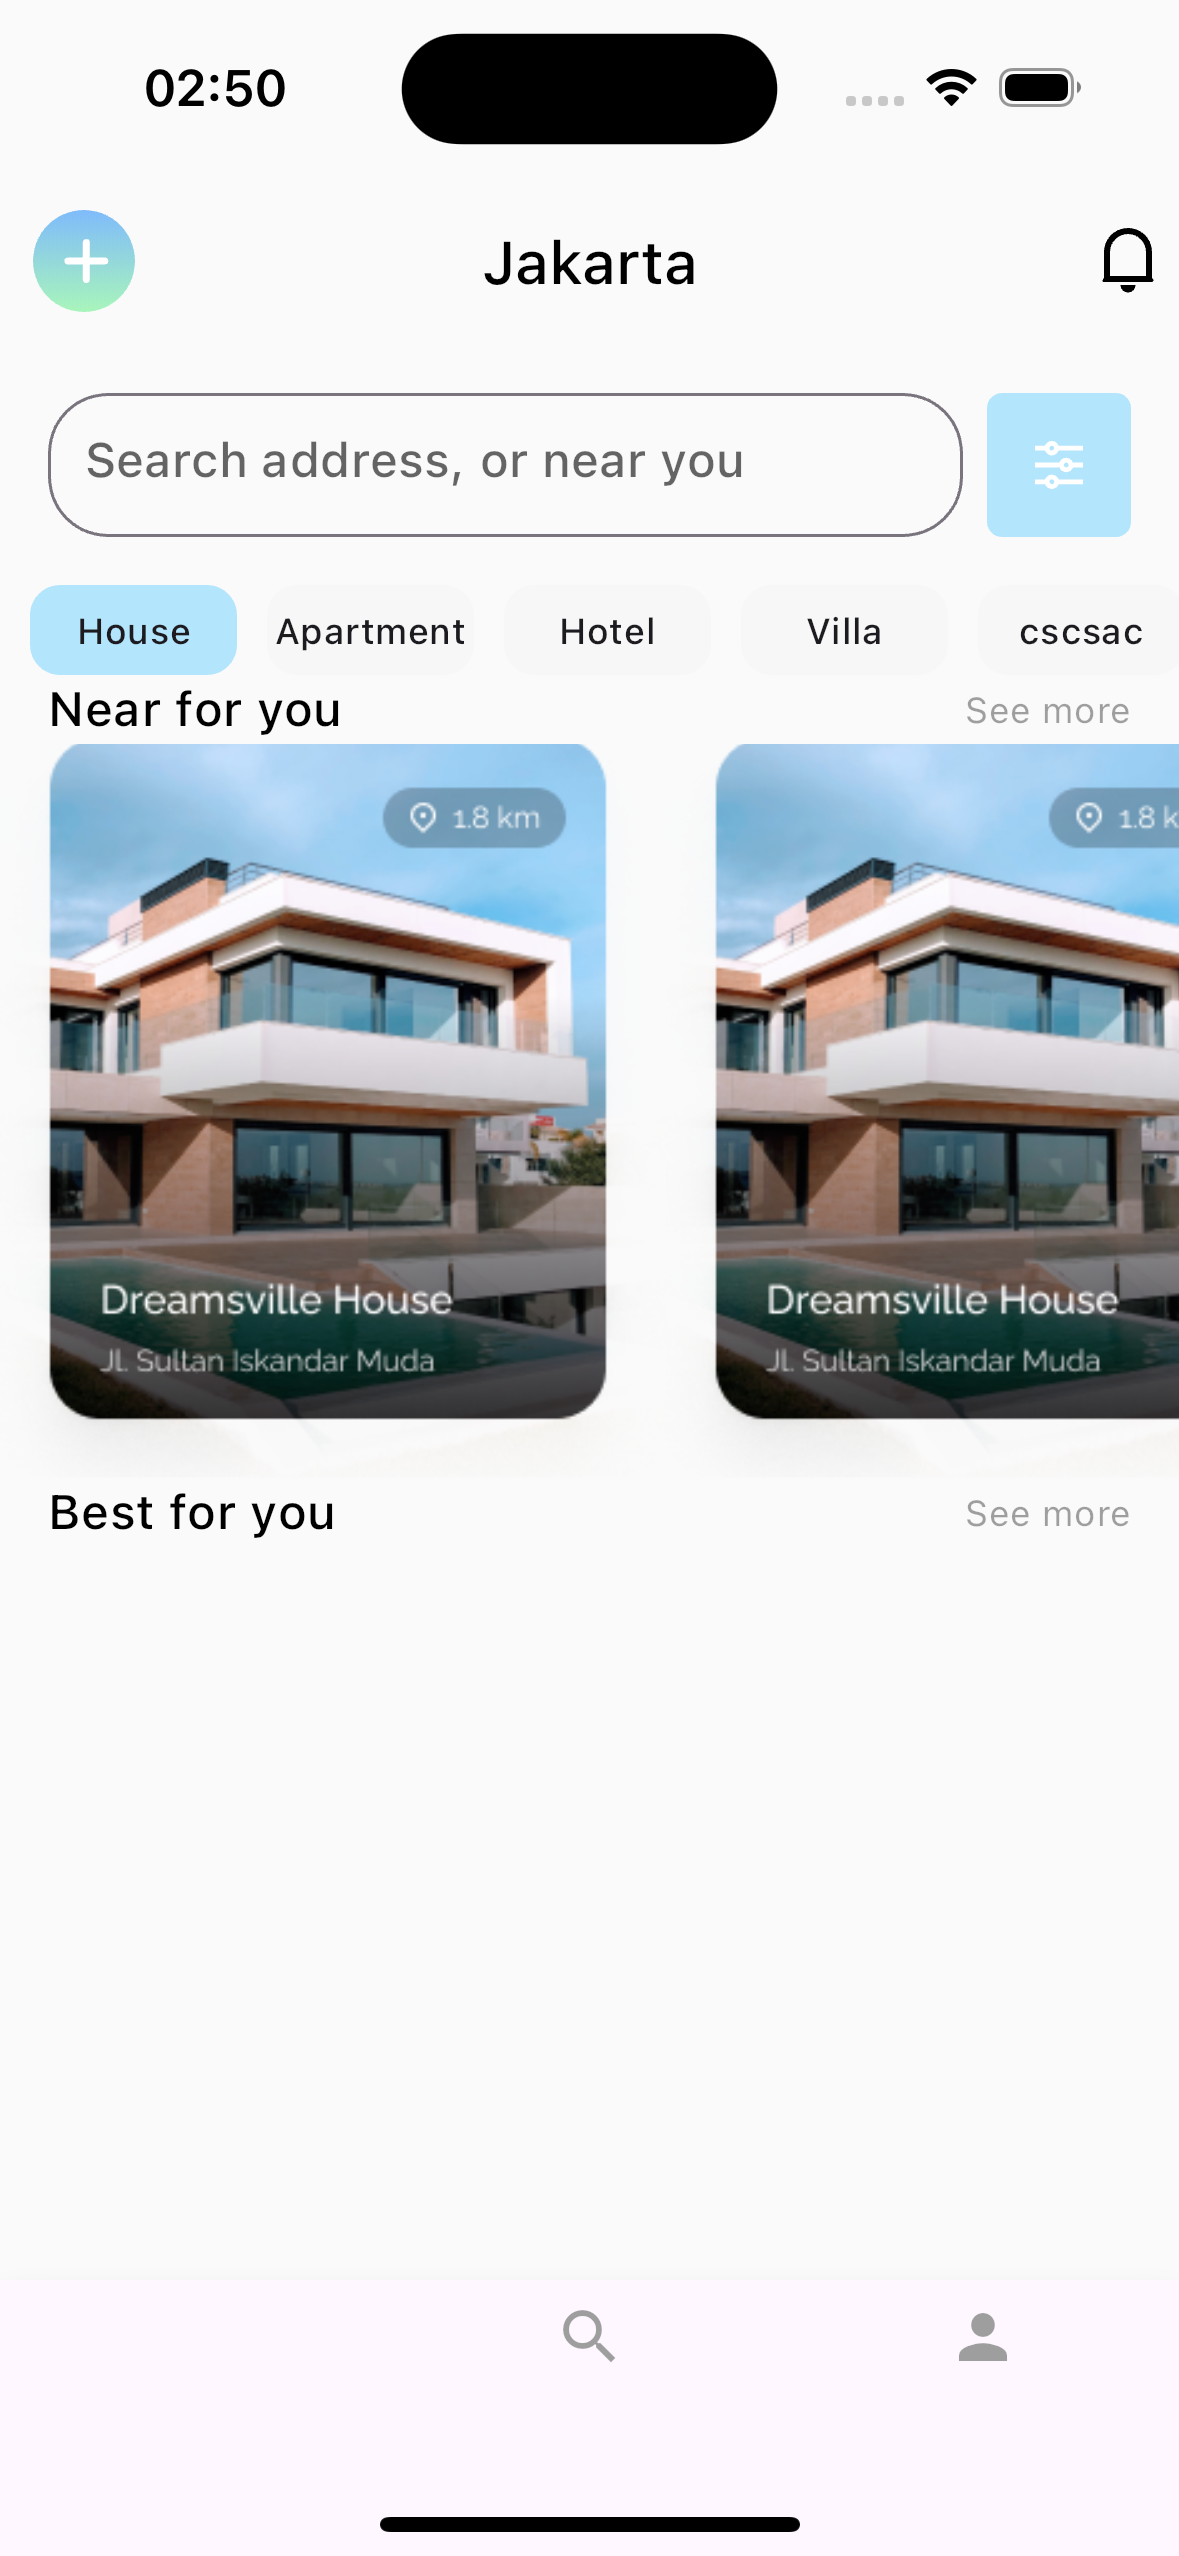 02:50
Jakarta
Search address, or near you
House Apartment Hotel Villa cscsac
Near for you See more
1.8 km 1.8 k
Dreamsville House Dreamsville House
Jl. Sultan Iskandar Muda Jl. Sultan Iskandar Muda
Best for you See more